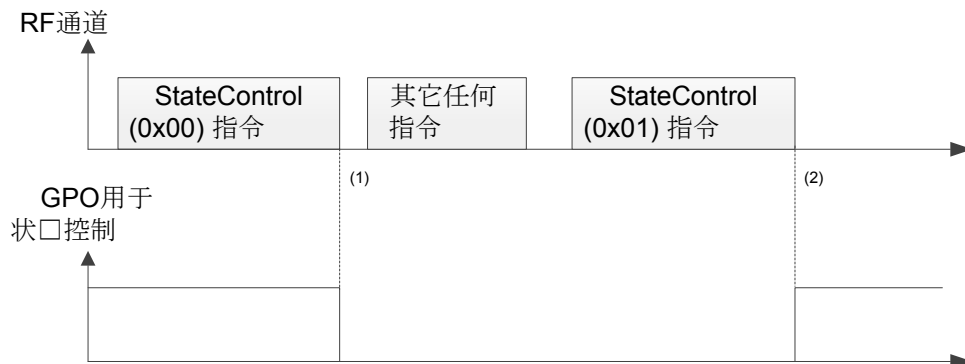 RF通道
StateControl
(0x00) 指令
其它任何
指令
StateControl
(0x01) 指令
(1)
(2)
GPO用于
状□控制